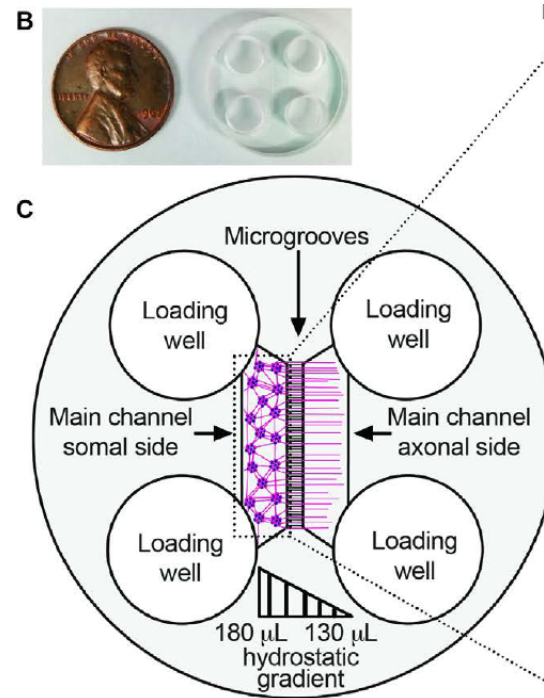 B
LIBERTY
C
Microgrooves
Loading
well
Loading
well
Main channel
somal side
Main channel
axonal side
Loading
well
Loading
well
180 μL 130 μL
hydrostatic
gradient